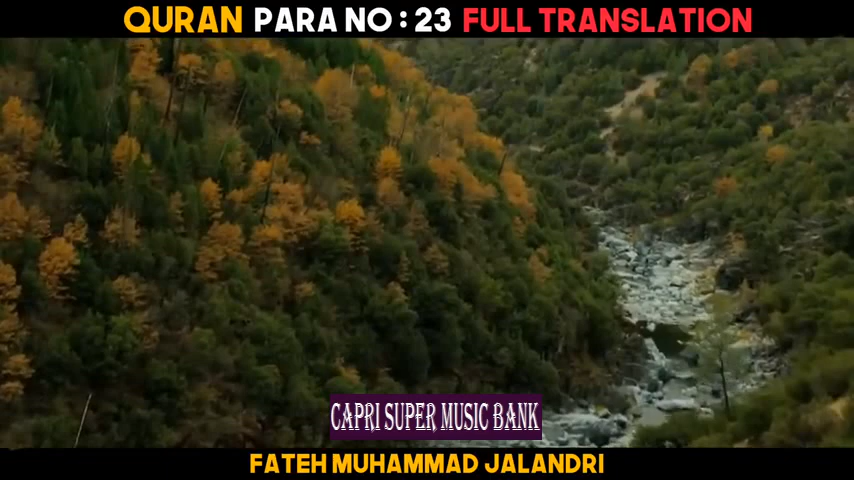 QURAN PARA NO : 23 FULL TRANSLATION
CAPRI SUPER MUSIC BANK
FATEH MUHAMMAD JALANDRI